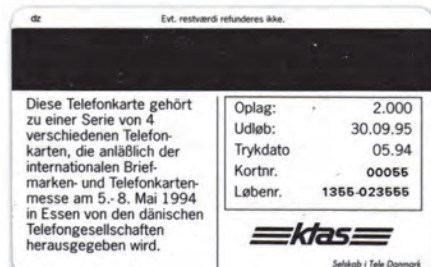 dz
Evt. restværdi refunderes ikke.
Diese Telefonkarte gehört
zu einer Serie von 4
verschiedenen Telefon-
karten, die anläßlich der
internationalen Brief-
marken- und Telefonkarten-
messe am 5.- 8. Mai 1994
in Essen von den dänischen
Telefongesellschaften
herausgegeben wird.
Oplag: 2.000
Udløb: 30.09.95
Trykdato 05.94
Kortnr. 00055
Løbenr. 1355-023555
ktas
Selskab i Tele Danmark